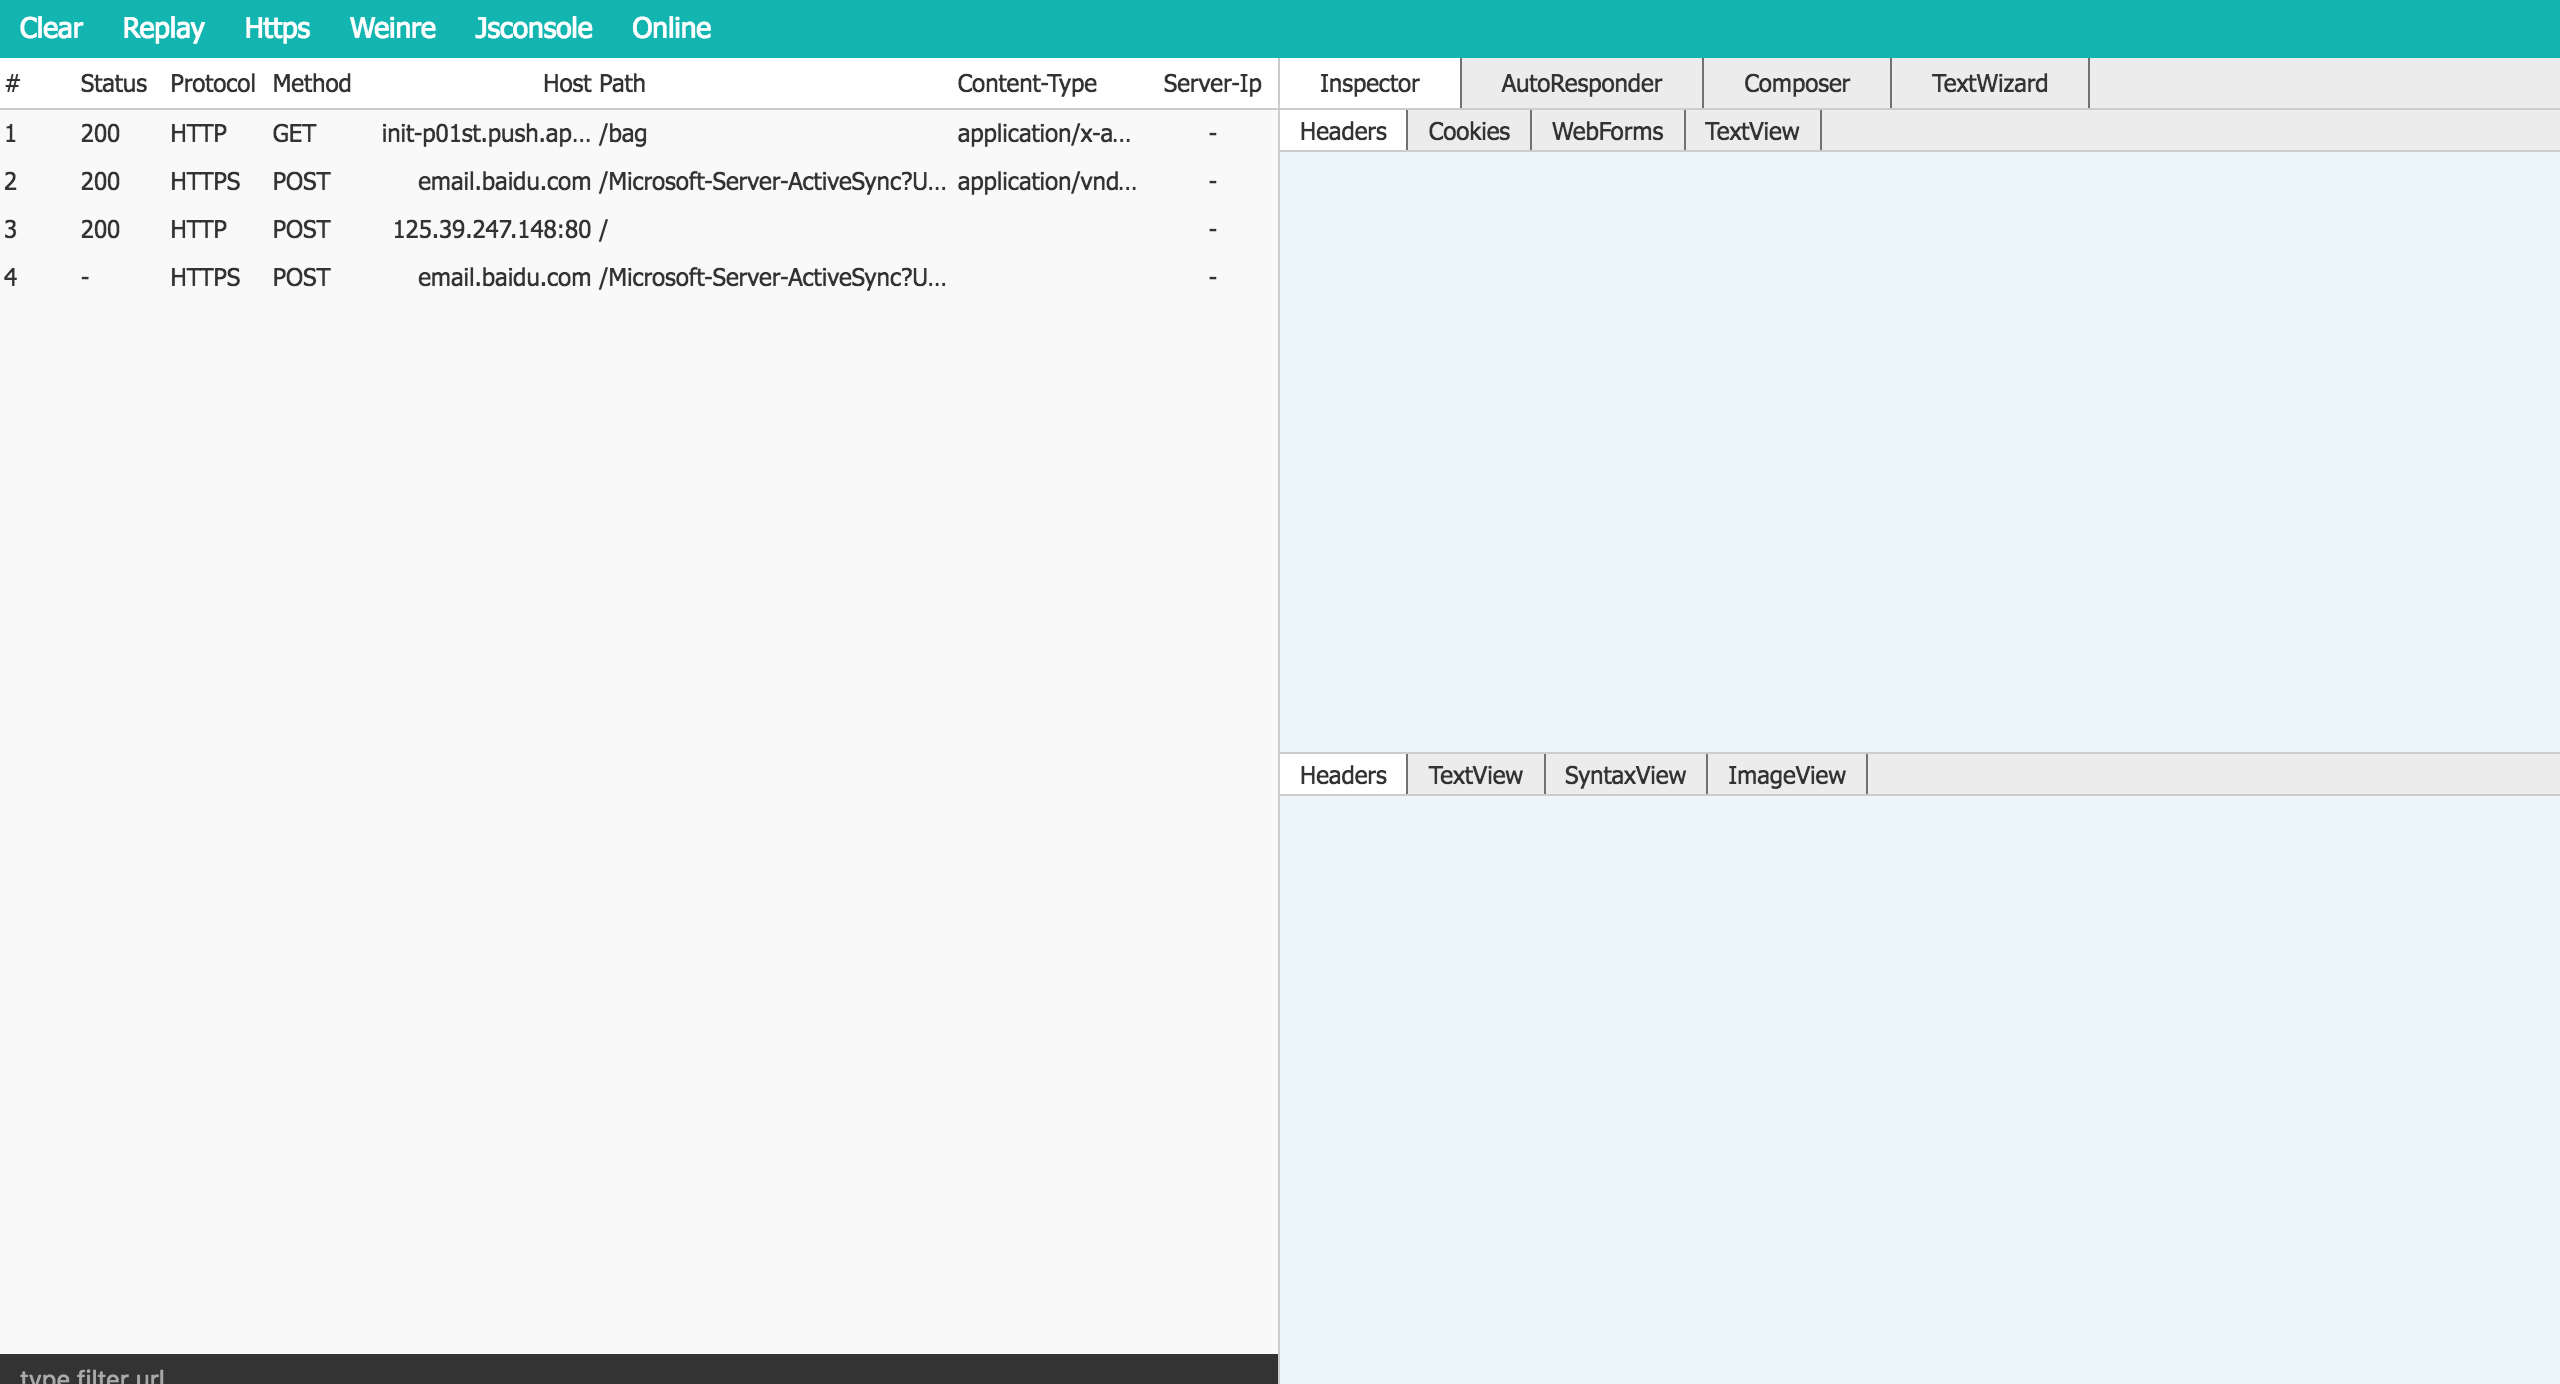 Clear Replay Https Weinre Jsconsole Online
# Status Protocol Method Host Path Content-Type Server-Ip
1 200 HTTP GET init-p01st.push.ap... /bag application/x-a... -
2 200 HTTPS POST email.baidu.com /Microsoft-Server-ActiveSync?U... application/vnd... -
3 200 HTTP POST 125.39.247.148:80 / -
4 - HTTPS POST email.baidu.com /Microsoft-Server-ActiveSync?U... -
type filter url
Inspector AutoResponder Composer TextWizard
Headers Cookies WebForms TextView
Headers TextView SyntaxView ImageView